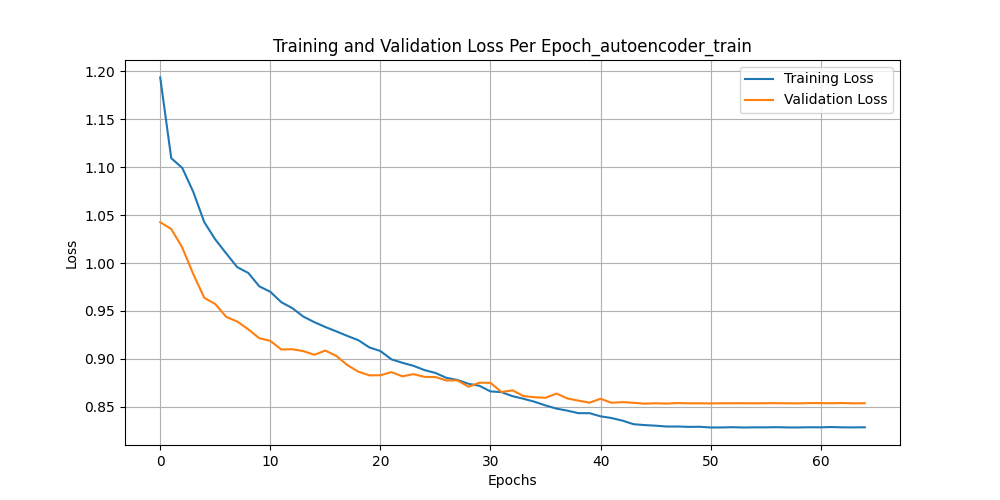 Training and Validation Loss Per Epoch_autoencoder_train
Training Loss
Validation Loss
1.20
1.15
1.10
1.05
1.00
0.95
0.90
0.85
Loss
0 10 20 30 40 50 60
Epochs